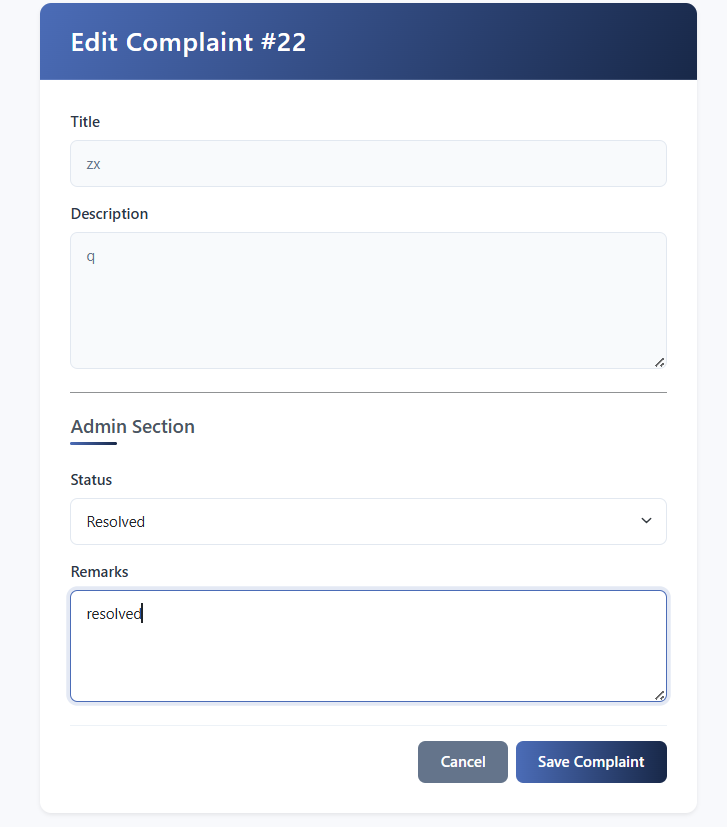 Edit Complaint #22
Title
zx
Description
q
Admin Section
Status
Resolved
Remarks
resolved
Cancel
Save Complaint